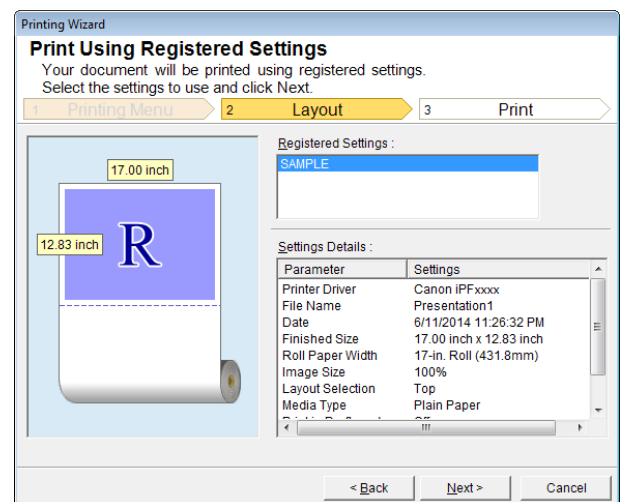 Printing Wizard
Print Using Registered Settings
Your document will be printed using registered settings.
Select the settings to use and click Next.
1 Printing Menu 2 Layout 3 Print
Registered Settings :
SAMPLE
17.00 inch
12.83 inch
R
Settings Details :
Parameter Settings
Printer Driver Canon iPFxxxx
File Name Presentation1
Date 6/11/2014 11:26:32 PM
Finished Size 17.00 inch x 12.83 inch
Roll Paper Width 17-in. Roll (431.8mm)
Image Size 100%
Layout Selection Top
Media Type Plain Paper
< Back Next > Cancel